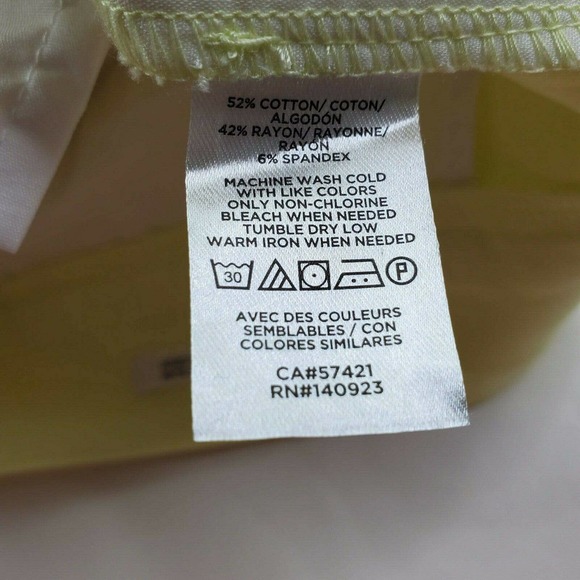 52% COTTON/ COTON/
ALGODÓN
42% RAYON/ RAYONNE/
RAYÓN
6% SPANDEX
MACHINE WASH COLD
WITH LIKE COLORS
ONLY NON-CHLORINE
BLEACH WHEN NEEDED
TUMBLE DRY LOW
WARM IRON WHEN NEEDED
30 P
AVEC DES COULEURS
SEMBLABLES / CON
COLORES SIMILARES
CA#57421
RN#140923